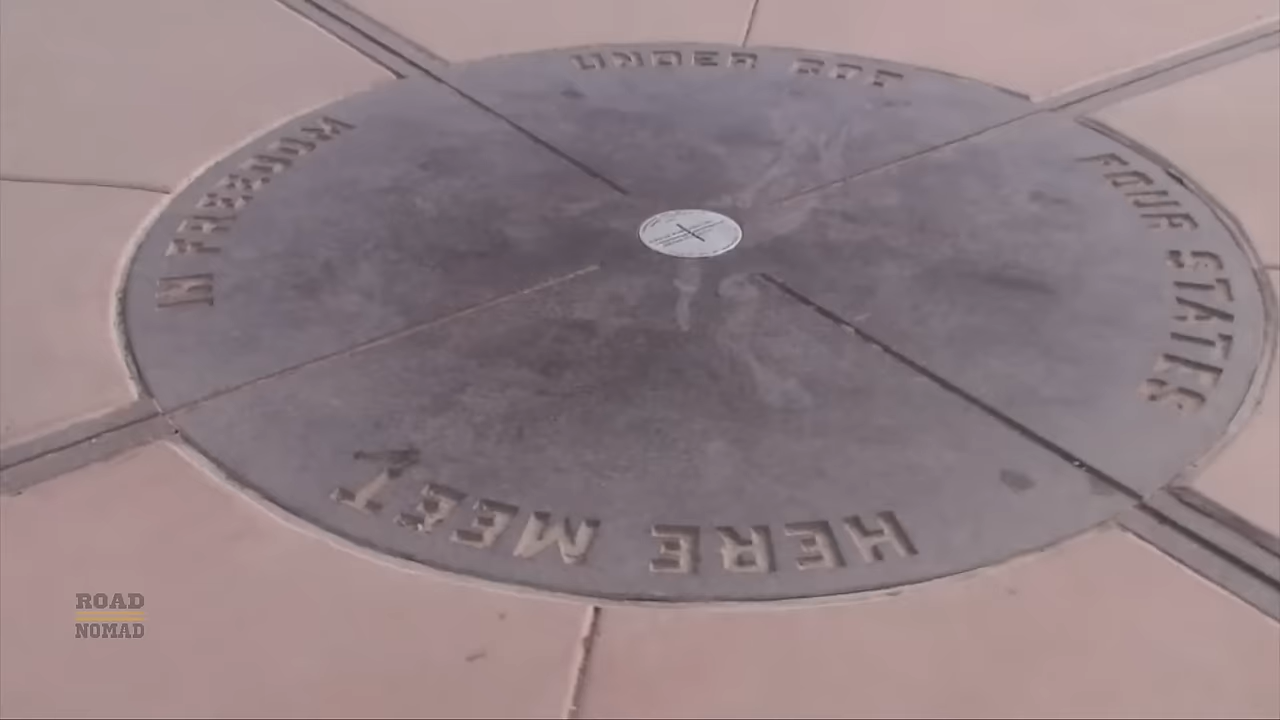 FOUR STATES
HERE MEET
IN FREEDOM
UNDER GOD
ROAD
NOMAD